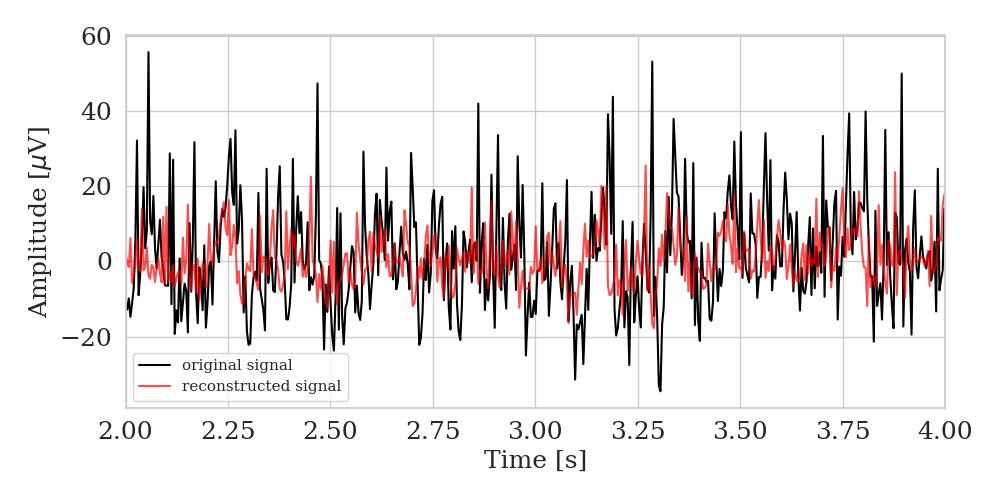 60
40
20
0
−20
Amplitude [μV]
original signal
reconstructed signal
2.00 2.25 2.50 2.75 3.00 3.25 3.50 3.75 4.00
Time [s]